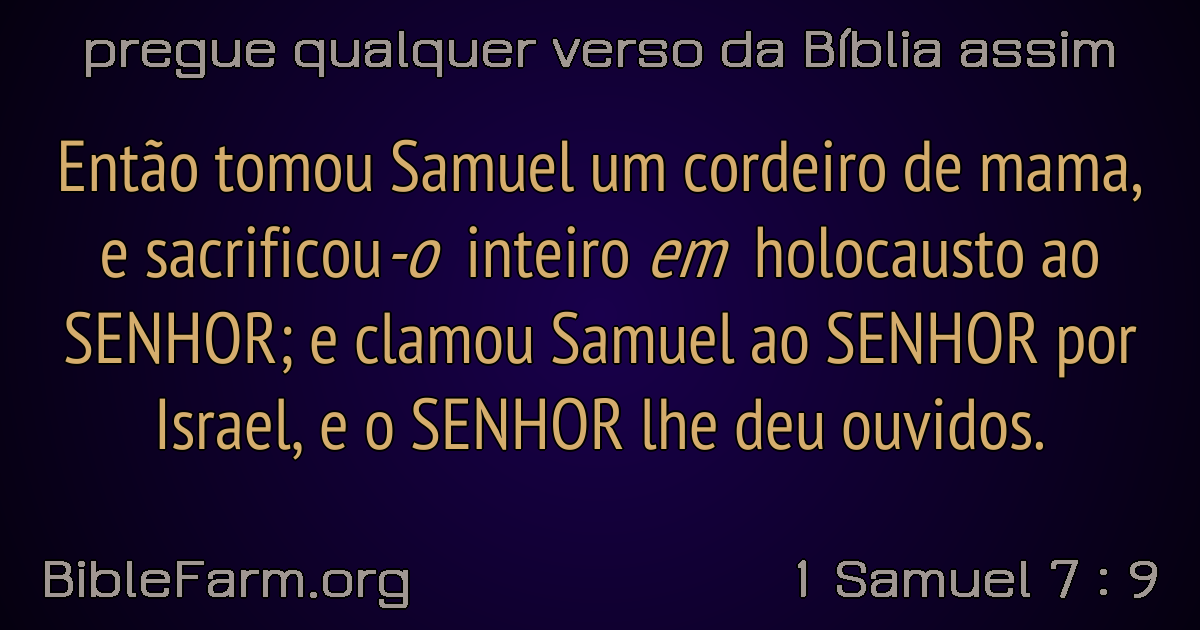 pregue qualquer verso da Bíblia assim
Então tomou Samuel um cordeiro de mama,
e sacrificou-o inteiro em holocausto ao
SENHOR; e clamou Samuel ao SENHOR por
Israel, e o SENHOR lhe deu ouvidos.
BibleFarm.org
1 Samuel 7 : 9